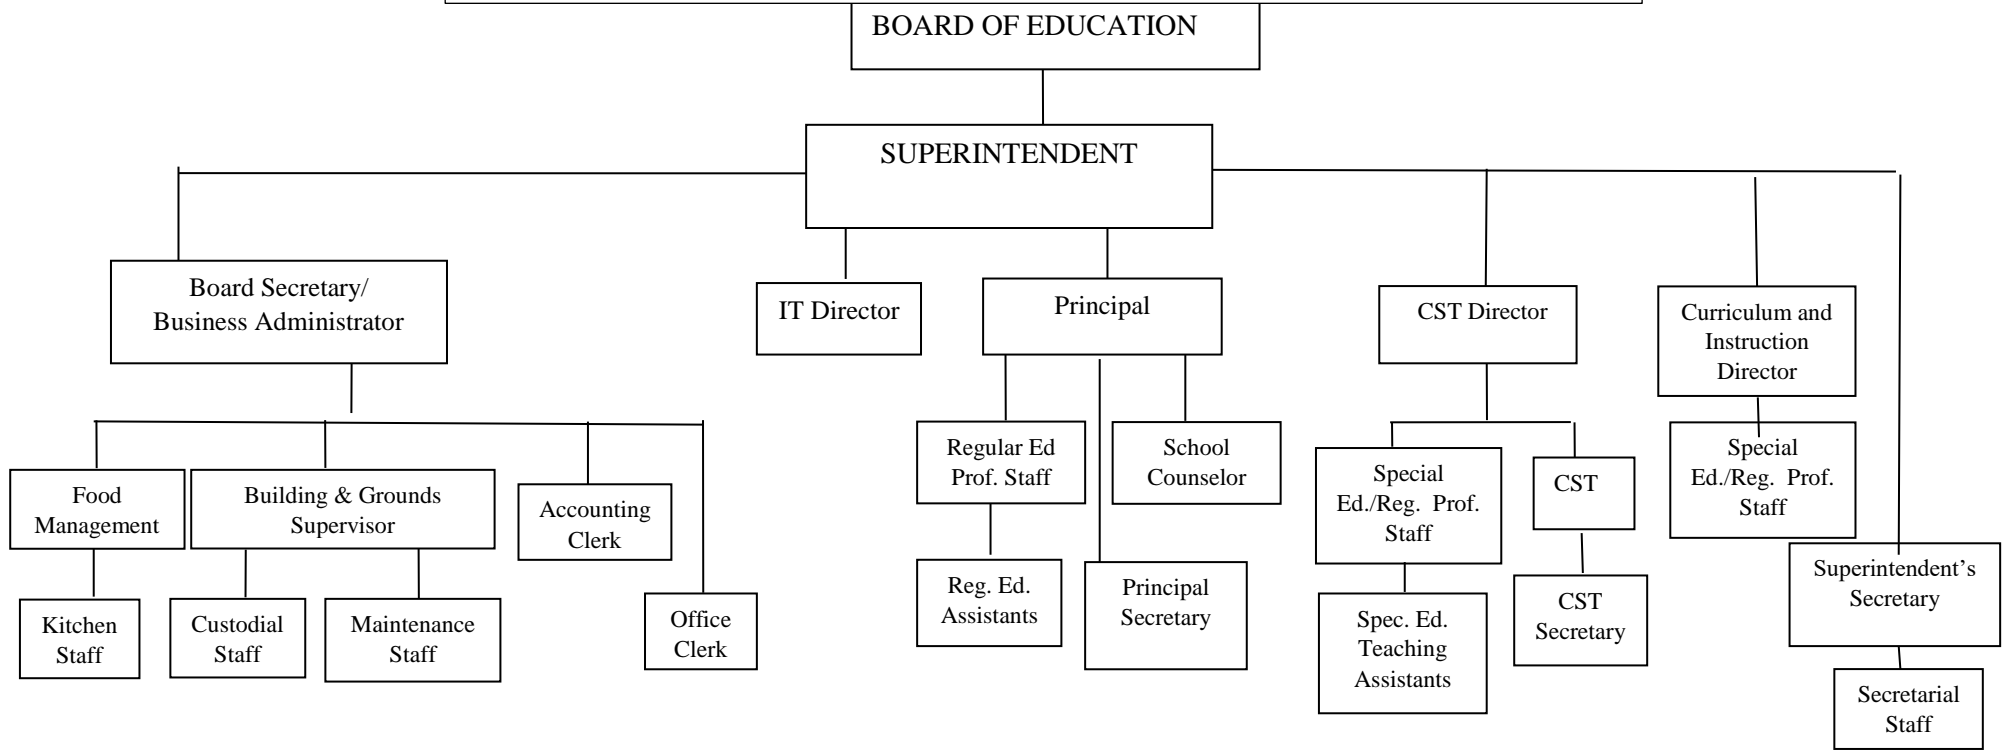 BOARD OF EDUCATION
SUPERINTENDENT
Board Secretary/
Business Administrator
IT Director
Principal
CST Director
Curriculum and
Instruction
Director
Food
Management
Building & Grounds
Supervisor
Accounting
Clerk
Regular Ed
Prof. Staff
School
Counselor
Special
Ed./Reg. Prof.
Staff
CST
Special
Ed./Reg. Prof.
Staff
Kitchen
Staff
Custodial
Staff
Maintenance
Staff
Office
Clerk
Reg. Ed.
Assistants
Principal
Secretary
Spec. Ed.
Teaching
Assistants
CST
Secretary
Superintendent’s
Secretary
Secretarial
Staff